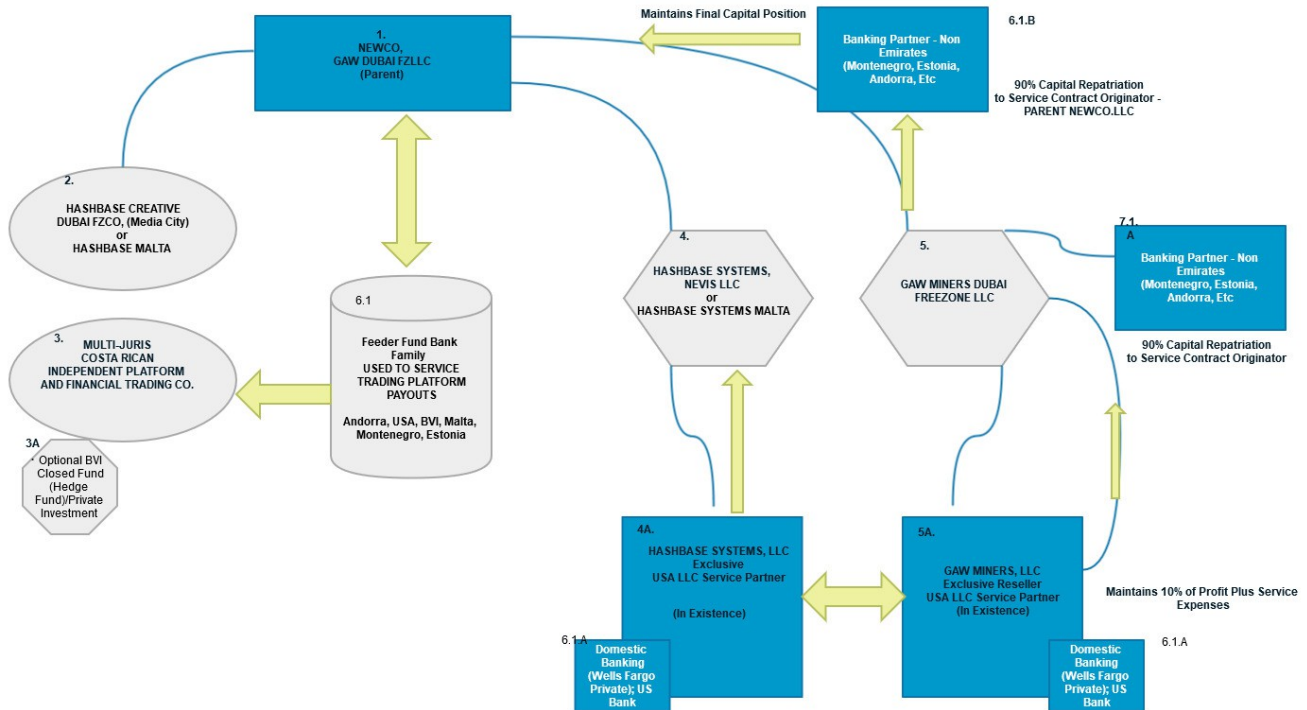 Maintains Final Capital Position
6.1.B
1.
NEWCO,
GAW DUBAI FZLLC
(Parent)
Banking Partner - Non
Emirates
(Montenegro, Estonia,
Andorra, Etc
90% Capital Repatriation
to Service Contract Originator -
PARENT NEWCO.LLC
2.
HASHBASE CREATIVE
DUBAI FZCO, (Media City)
or
HASHBASE MALTA
4.
HASHBASE SYSTEMS,
NEVIS LLC
or
HASHBASE SYSTEMS MALTA
5.
GAW MINERS DUBAI
FREEZONE LLC
7.1.
A
Banking Partner - Non
Emirates
(Montenegro, Estonia,
Andorra, Etc
90% Capital Repatriation
to Service Contract Originator
6.1
Feeder Fund Bank
Family
USED TO SERVICE
TRADING PLATFORM
PAYOUTS
Andorra, USA, BVI, Malta,
Montenegro, Estonia
3.
MULTI-JURIS
COSTA RICAN
INDEPENDENT PLATFORM
AND FINANCIAL TRADING CO.
3A
. Optional BVI
Closed Fund
(Hedge
Fund)/Private
Investment
4A.
HASHBASE SYSTEMS, LLC
Exclusive
USA LLC Service Partner
(In Existence)
5A.
GAW MINERS, LLC
Exclusive Reseller
USA LLC Service Partner
(In Existence)
Maintains 10% of Profit Plus Service
Expenses
6.1.A
Domestic
Banking
(Wells Fargo
Private); US
Bank
6.1.A
Domestic
Banking
(Wells Fargo
Private); US
Bank